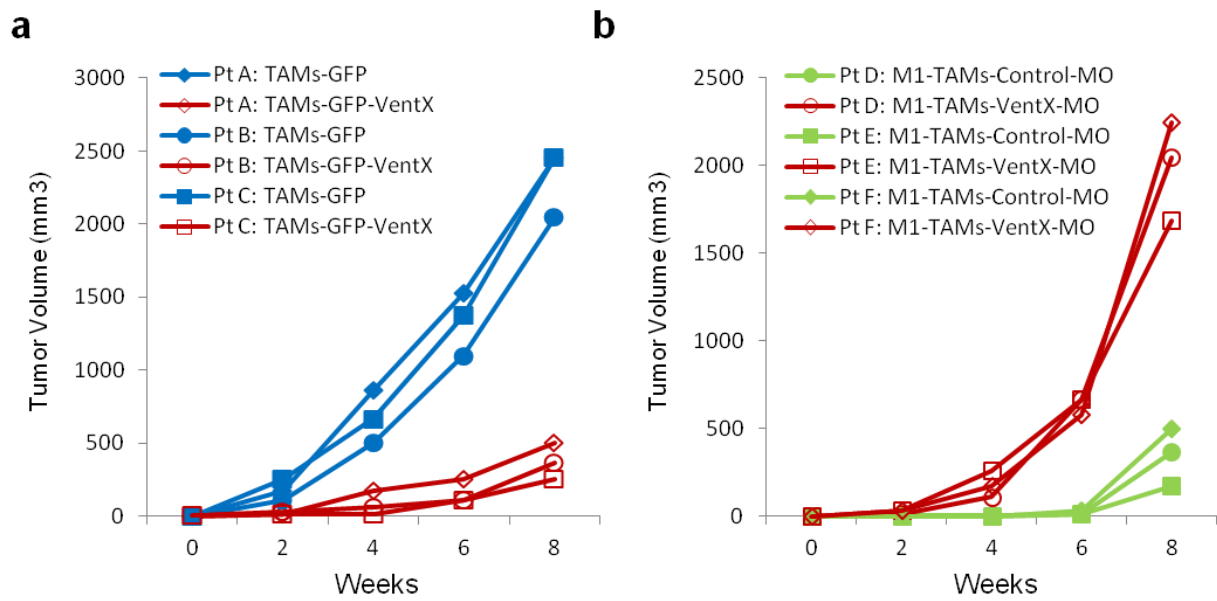 a
3000
2500
2000
1500
1000
500
0
Tumor Volume (mm3)
Pt A: TAMs-GFP
Pt A: TAMs-GFP-VentX
Pt B: TAMs-GFP
Pt B: TAMs-GFP-VentX
Pt C: TAMs-GFP
Pt C: TAMs-GFP-VentX
0 2 4 6 8
Weeks
b
2500
2000
1500
1000
500
0
Tumor Volume (mm3)
Pt D: M1-TAMs-Control-MO
Pt D: M1-TAMs-VentX-MO
Pt E: M1-TAMs-Control-MO
Pt E: M1-TAMs-VentX-MO
Pt F: M1-TAMs-Control-MO
Pt F: M1-TAMs-VentX-MO
0 2 4 6 8
Weeks